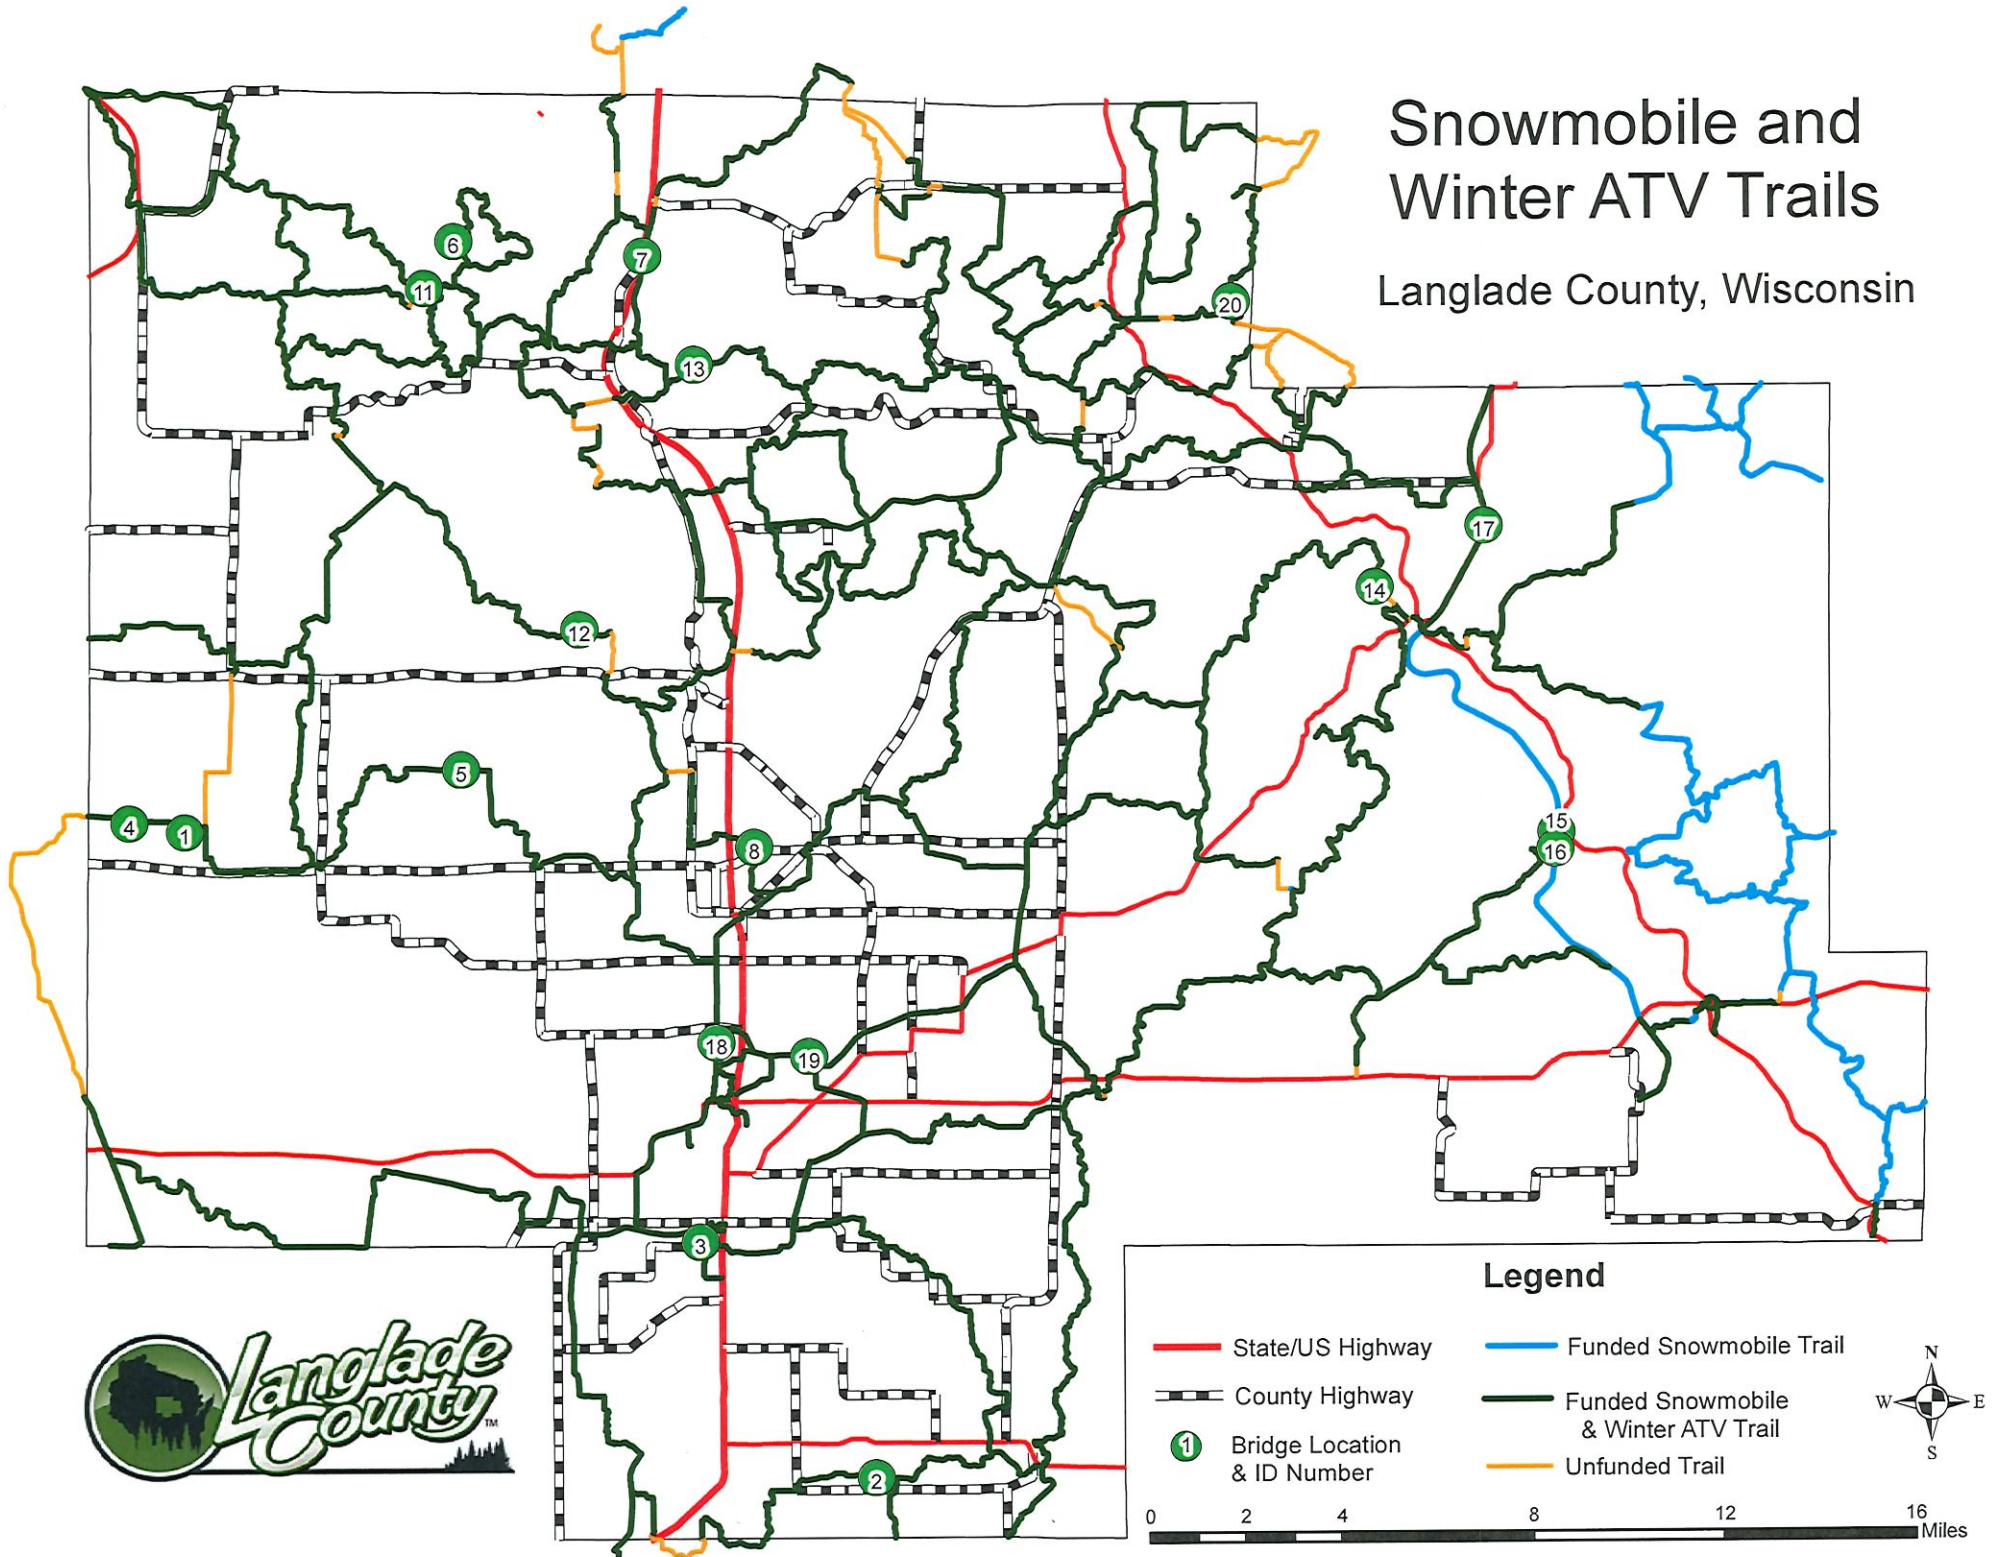 Snowmobile and
Winter ATV Trails
Langlade County, Wisconsin
6
7
11
20
13
17
14
12
5
4
1
15
8
16
18
19
3
2
Langlade
County™
Legend
State/US Highway
County Highway
1
Bridge Location
& ID Number
Funded Snowmobile Trail
Funded Snowmobile
& Winter ATV Trail
Unfunded Trail
N
W E
S
0 2 4 8 12 16
Miles